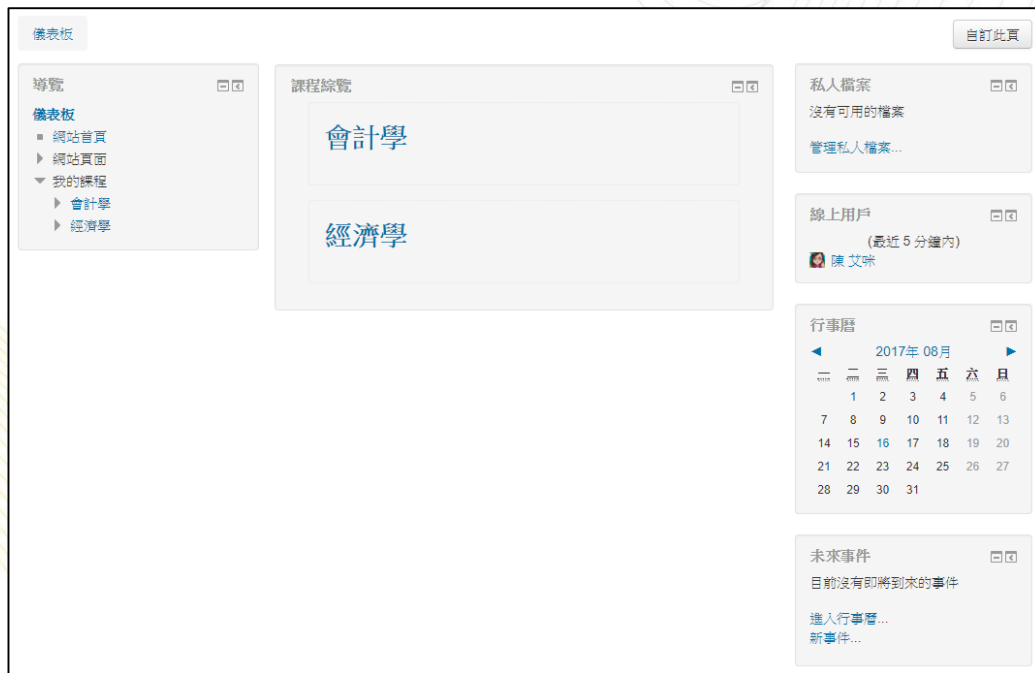 儀表板
自訂此頁
導覽
儀表板
網站首頁
網站頁面
我的課程
會計學
經濟學
課程綜覽
會計學
經濟學
私人檔案
沒有可用的檔案
管理私人檔案...
線上用戶
(最近 5 分鐘內)
陳 艾咪
行事曆
◄ 2017年 08月 ►
一 二 三 四 五 六 日
1 2 3 4 5 6
7 8 9 10 11 12 13
14 15 16 17 18 19 20
21 22 23 24 25 26 27
28 29 30 31
未來事件
目前沒有即將到來的事件
進入行事曆...
新事件...